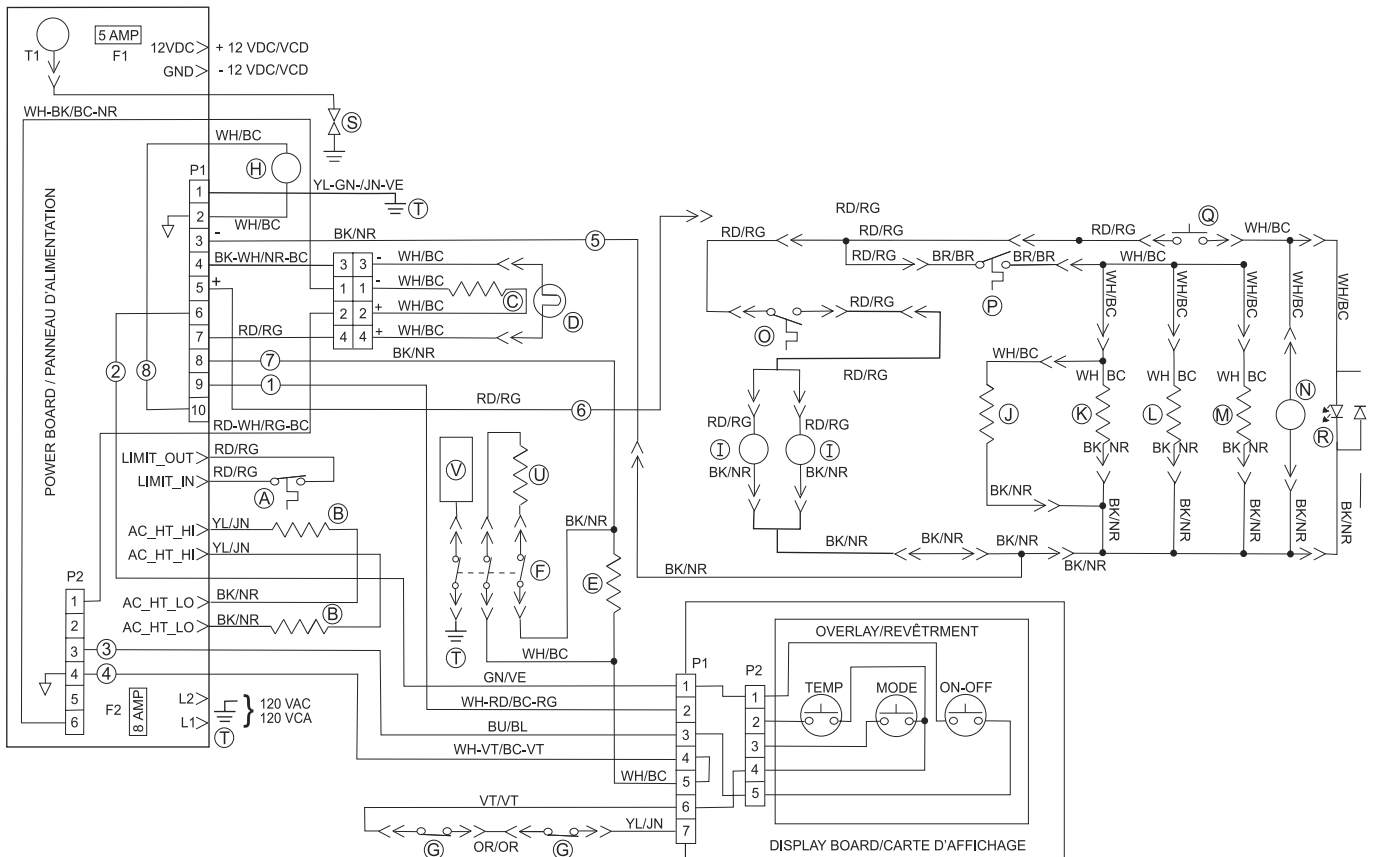 T1
5 AMP
F1
12VDC
+ 12 VDC/VCD
GND
- 12 VDC/VCD
WH-BK/BC-NR
S
WH/BC
H
P1
POWER BOARD / PANNEAU D'ALIMENTATION
1
YL-GN-/JN-VE
T
2
WH/BC
3
-
BK/NR
5
4
BK-WH/NR-BC
3
3
-
WH/BC
5
+
1
1
-
WH/BC
C
6
2
2
+
WH/BC
D
7
RD/RG
4
4
+
WH/BC
8
7
BK/NR
9
1
10
RD/RG
6
2
8
RD-WH/RG-BC
LIMIT_OUT
RD/RG
LIMIT_IN
RD/RG
A
AC_HT_HI
YL/JN
B
AC_HT_HI
YL/JN
AC_HT_LO
BK/NR
AC_HT_LO
BK/NR
B
P2
1
2
3
3
4
4
5
6
F2
8 AMP
L2
L1
T
120 VAC
120 VCA
V
U
F
T
BK/NR
E
WH/BC
BK/NR
GN/VE
WH-RD/BC-RG
BU/BL
WH-VT/BC-VT
WH/BC
VT/VT
YL/JN
G
OR/OR
G
RD/RG
RD/RG
RD/RG
RD/RG
Q
WH/BC
RD/RG
BR/BR
BR/BR
WH/BC
P
O
RD/RG
RD/RG
WH/BC
WH/BC
WH/BC
WH/BC
WH/BC
WH BC
WH BC
WH BC
J
K
L
M
N
R
RD/RG
RD/RG
I
I
BK/NR
BK/NR
BK NR
BK NR
BK NR
BK/NR
BK/NR
BK/NR
BK/NR
BK/NR
BK/NR
BK/NR
BK/NR
BK/NR
BK/NR
P1
1
2
3
4
5
6
7
P2
1
2
3
4
5
OVERLAY/REVÊTRMENT
TEMP
MODE
ON-OFF
DISPLAY BOARD/CARTE D'AFFICHAGE